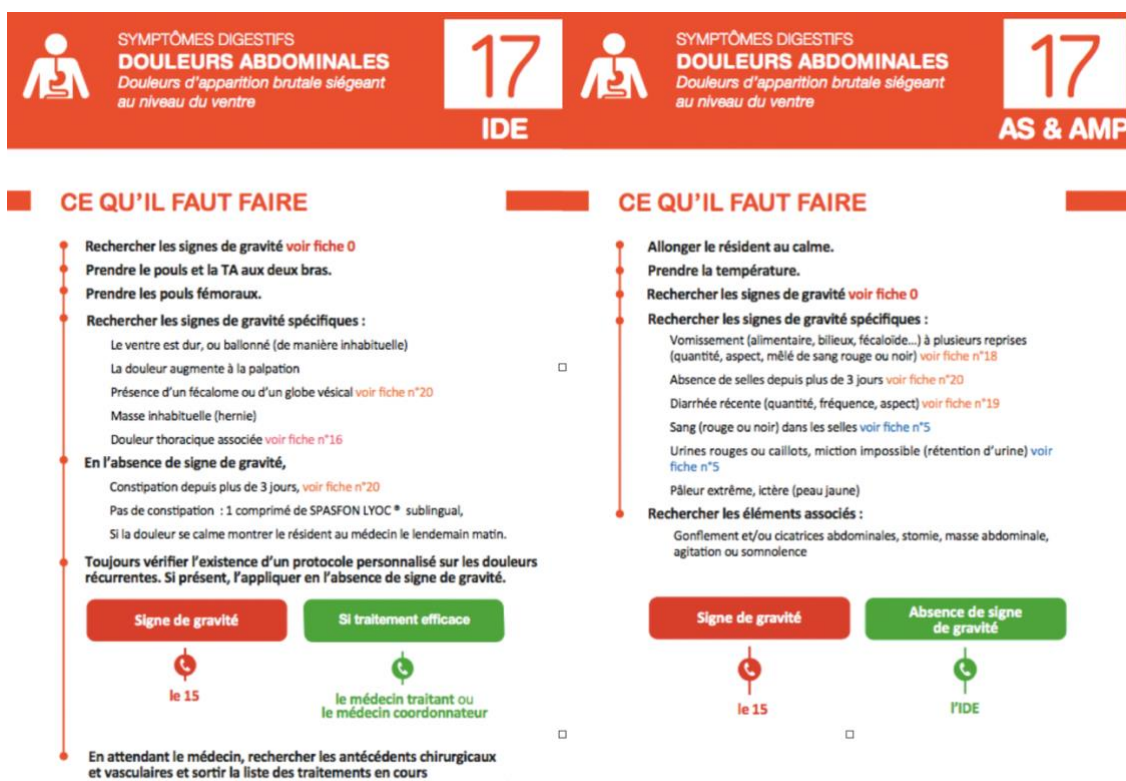 SYMPTÔMES DIGESTIFS
DOULEURS ABDOMINALES
Douleurs d'apparition brutale siégeant
au niveau du ventre
17
IDE
CE QU'IL FAUT FAIRE
Rechercher les signes de gravité voir fiche 0
Prendre le pouls et la TA aux deux bras.
Prendre les pouls fémoraux.
Rechercher les signes de gravité spécifiques :
Le ventre est dur, ou ballonné (de manière inhabituelle)
La douleur augmente à la palpation
Présence d'un fécalome ou d'un globe vésical voir fiche n°20
Masse inhabituelle (hernie)
Douleur thoracique associée voir fiche n°16
En l'absence de signe de gravité,
Constipation depuis plus de 3 jours, voir fiche n°20
Pas de constipation : 1 comprimé de SPASFON LYOC ® sublingual,
Si la douleur se calme montrer le résident au médecin le lendemain matin.
Toujours vérifier l'existence d'un protocole personnalisé sur les douleurs
récurrentes. Si présent, l'appliquer en l'absence de signe de gravité.
Signe de gravité
Si traitement efficace
le 15
le médecin traitant ou
le médecin coordonnateur
En attendant le médecin, rechercher les antécédents chirurgicaux
et vasculaires et sortir la liste des traitements en cours
SYMPTÔMES DIGESTIFS
DOULEURS ABDOMINALES
Douleurs d'apparition brutale siégeant
au niveau du ventre
17
AS & AMP
CE QU'IL FAUT FAIRE
Allonger le résident au calme.
Prendre la température.
Rechercher les signes de gravité voir fiche 0
Rechercher les signes de gravité spécifiques :
Vomissement (alimentaire, bilieux, fécaloïde...) à plusieurs reprises
(quantité, aspect, mêlé de sang rouge ou noir) voir fiche n°18
Absence de selles depuis plus de 3 jours voir fiche n°20
Diarrhée récente (quantité, fréquence, aspect) voir fiche n°19
Sang (rouge ou noir) dans les selles voir fiche n°5
Urines rouges ou caillots, miction impossible (rétention d'urine) voir
fiche n°5
Pâleur extrême, ictère (peau jaune)
Rechercher les éléments associés :
Gonflement et/ou cicatrices abdominales, stomie, masse abdominale,
agitation ou somnolence
Signe de gravité
Absence de signe
de gravité
le 15
l'IDE